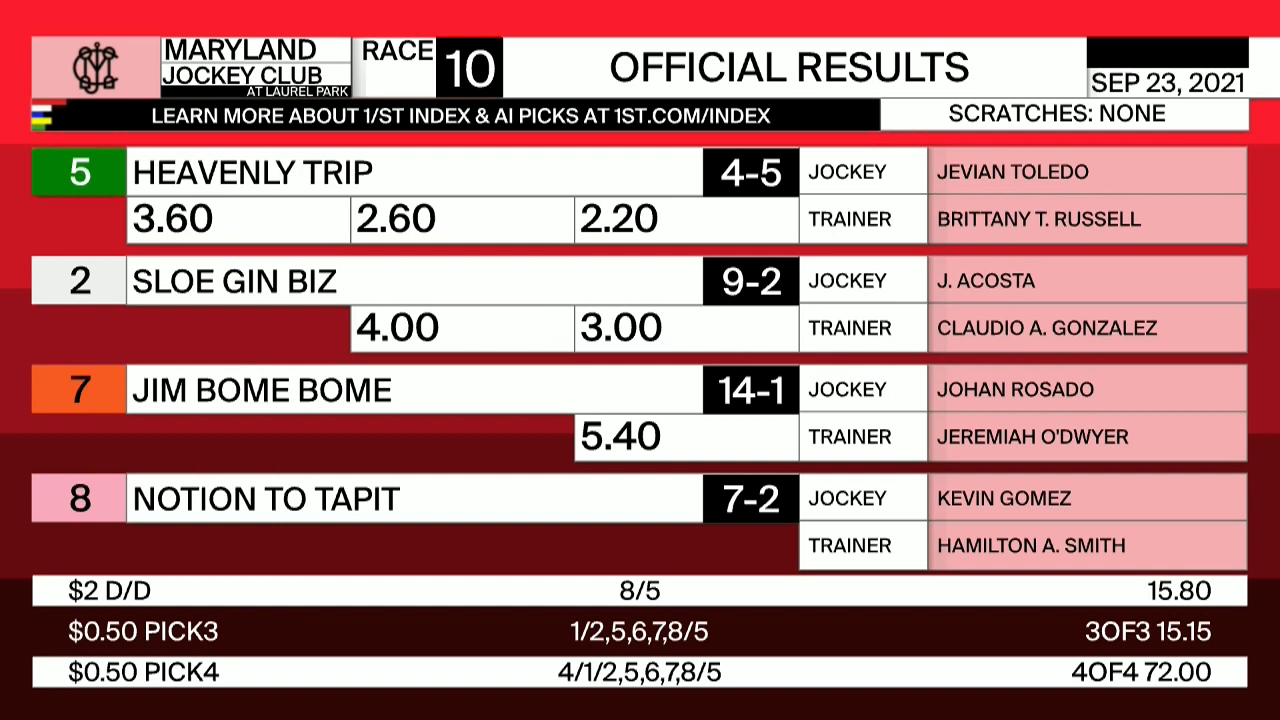 MARYLAND
JOCKEY CLUB
AT LAUREL PARK
RACE 10
OFFICIAL RESULTS
SEP 23, 2021
LEARN MORE ABOUT 1/ST INDEX & AI PICKS AT 1ST.COM/INDEX
SCRATCHES: NONE
5 HEAVENLY TRIP 4-5 JOCKEY JEVIAN TOLEDO
3.60 2.60 2.20 TRAINER BRITTANY T. RUSSELL
2 SLOE GIN BIZ 9-2 JOCKEY J. ACOSTA
4.00 3.00 TRAINER CLAUDIO A. GONZALEZ
7 JIM BOME BOME 14-1 JOCKEY JOHAN ROSADO
5.40 TRAINER JEREMIAH O'DWYER
8 NOTION TO TAPIT 7-2 JOCKEY KEVIN GOMEZ
TRAINER HAMILTON A. SMITH
$2 D/D 8/5 15.80
$0.50 PICK3 1/2,5,6,7,8/5 3OF3 15.15
$0.50 PICK4 4/1/2,5,6,7,8/5 4OF4 72.00